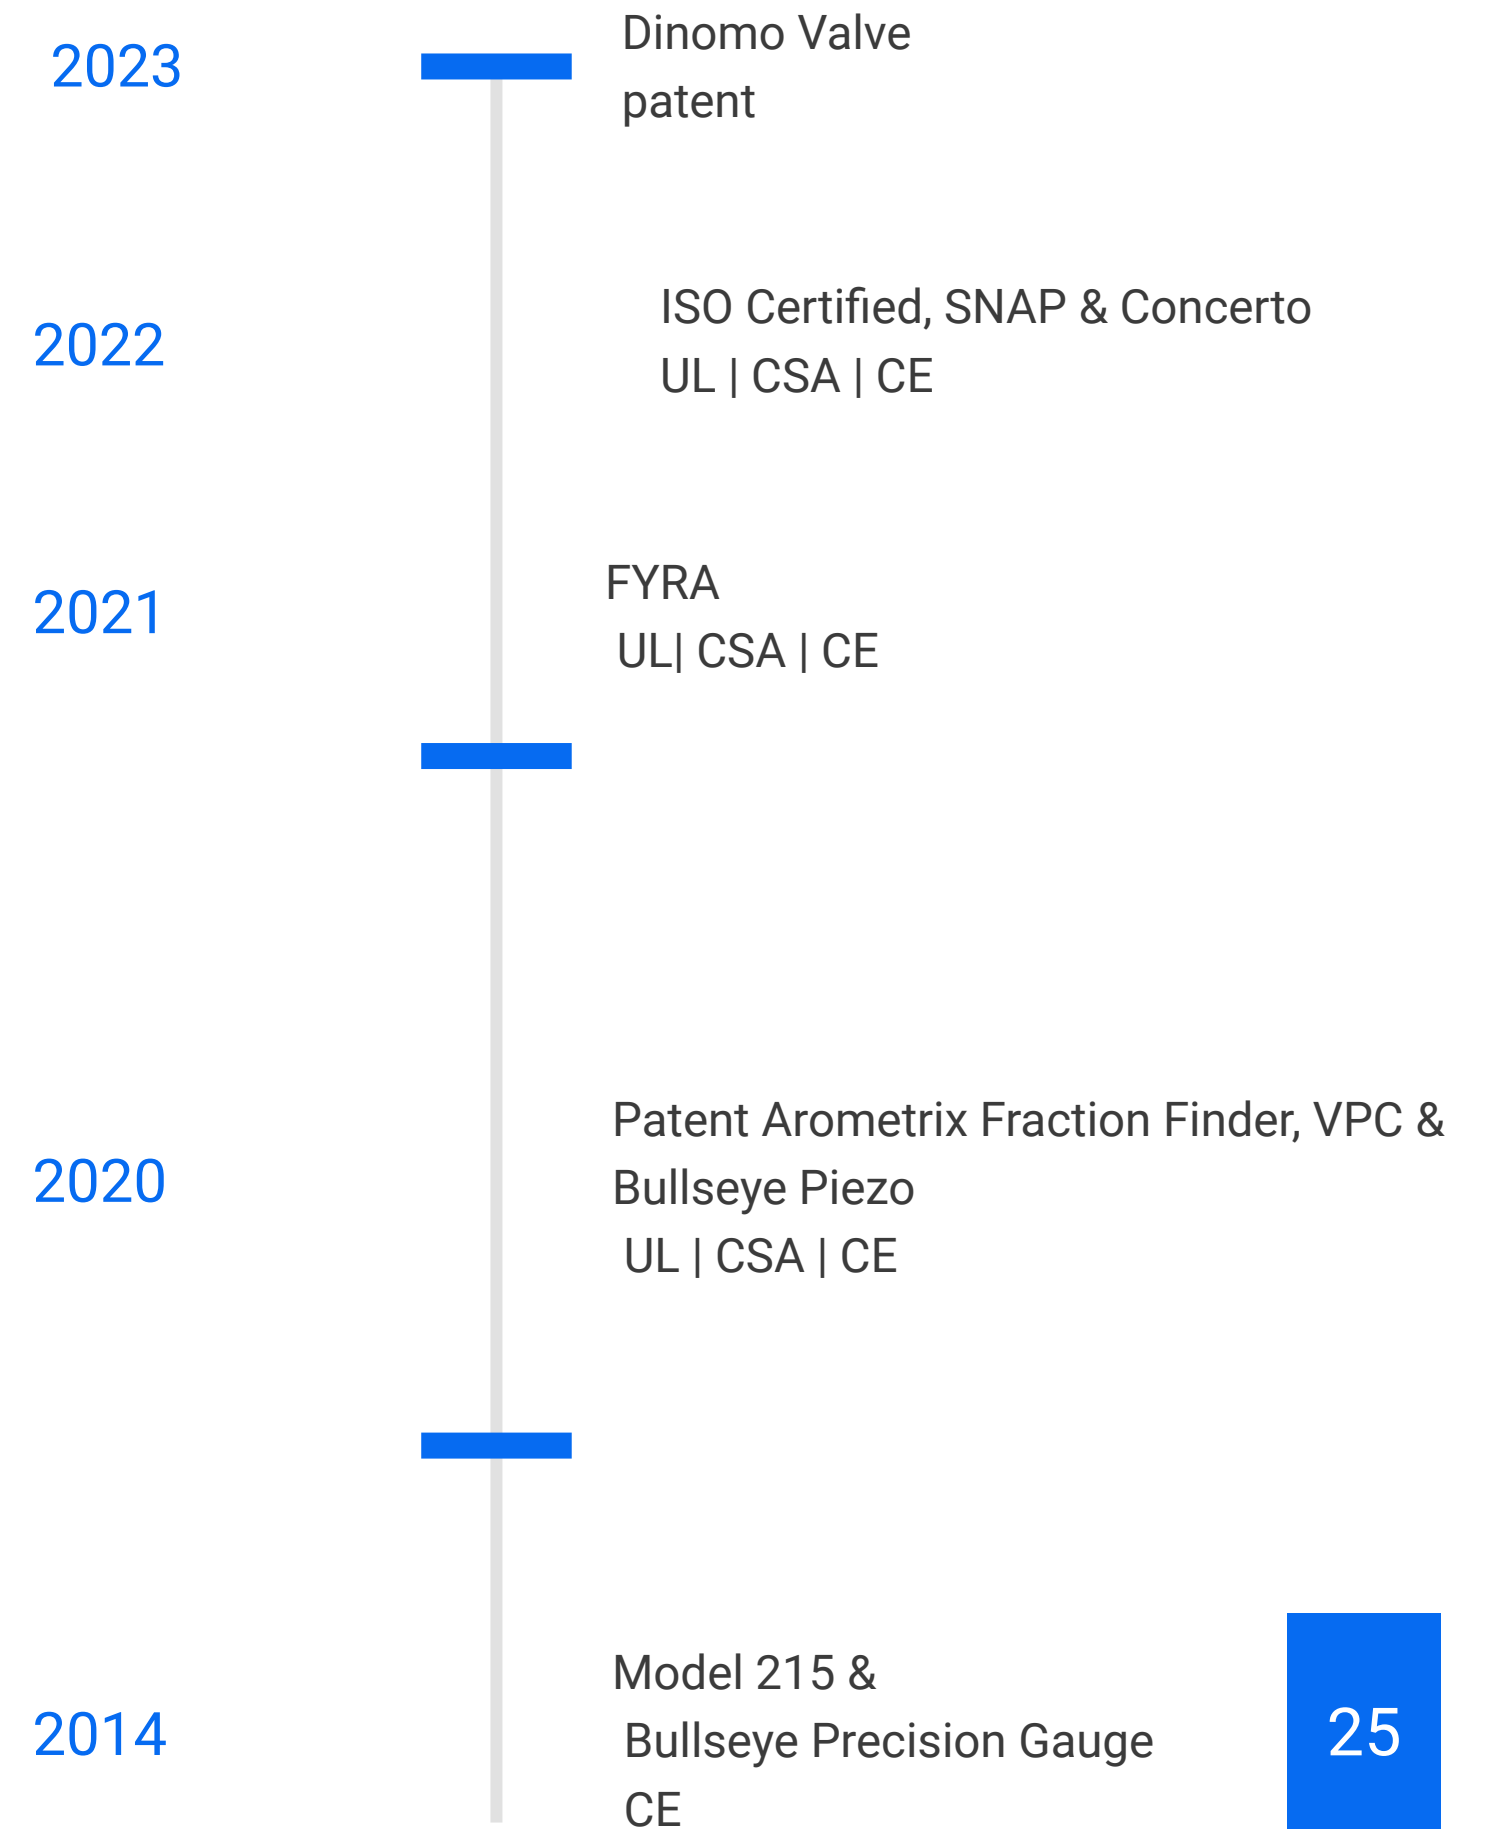 2023
Dinomo Valve
patent
2022
ISO Certified, SNAP & Concerto
UL | CSA | CE
2021
FYRA
UL| CSA | CE
2020
Patent Arometrix Fraction Finder, VPC &
Bullseye Piezo
UL | CSA | CE
2014
Model 215 &
Bullseye Precision Gauge
CE
25